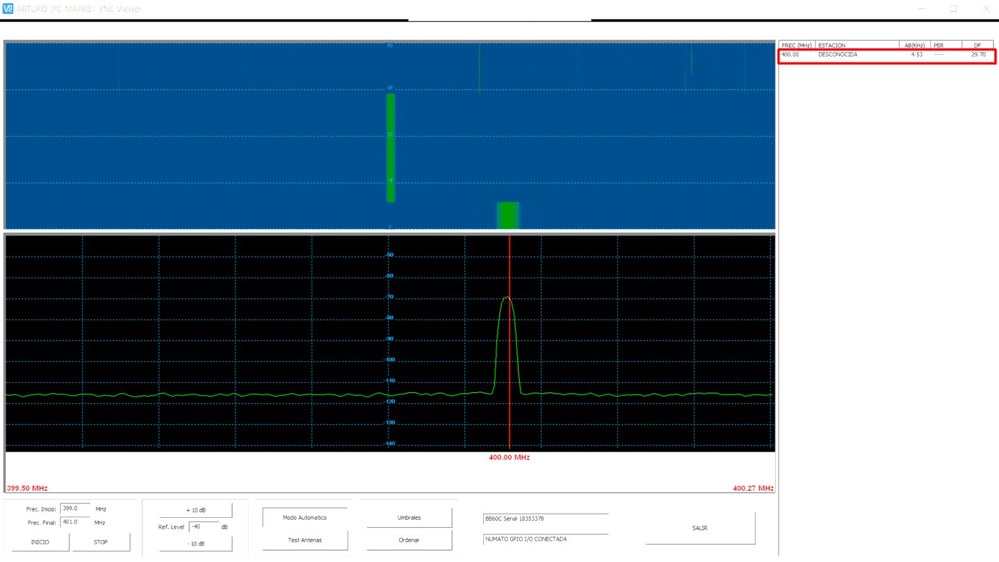 ARTURO (PC MAPAS): VNC Viewer
FREC (MHz) ESTACION AB(KHz) PER DF
400.00 DESCONOCIDA 4.53 ----- 29.70
60
45
30
15
0
-60
-70
-80
-90
-100
-110
-120
-130
-140
400.00 MHz
399.50 MHz 400.27 MHz
Frec. Inicio: 399.0 MHz
Frec. Final: 401.0 MHz
INICIO STOP
+ 10 dB
Ref. Level -40 dB
- 10 dB
Modo Automatico
Test Antenas
Umbrales
Ordenar
BB60C Serial 18353378
NUMATO GPIO I/O CONECTADA
SALIR